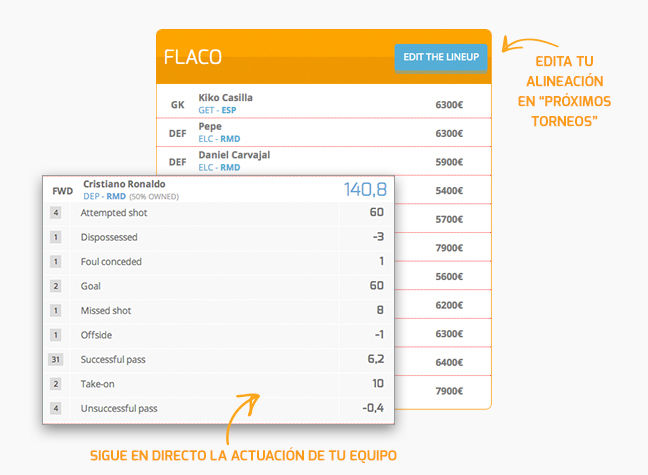 FLACO
EDIT THE LINEUP
EDITA TU
ALINEACIÓN
EN "PRÓXIMOS
TORNEOS"
GK Kiko Casilla 6300€
GET - ESP
DEF Pepe 6300€
ELC - RMD
DEF Daniel Carvajal 5900€
ELC - RMD
5400€
5700€
7900€
5600€
6200€
6300€
6400€
7900€
FWD Cristiano Ronaldo 140,8
DEP - RMD (50% OWNED)
4 Attempted shot 60
1 Dispossessed -3
1 Foul conceded 1
2 Goal 60
1 Missed shot 8
1 Offside -1
31 Successful pass 6,2
2 Take-on 10
4 Unsuccessful pass -0,4
SIGUE EN DIRECTO LA ACTUACIÓN DE TU EQUIPO